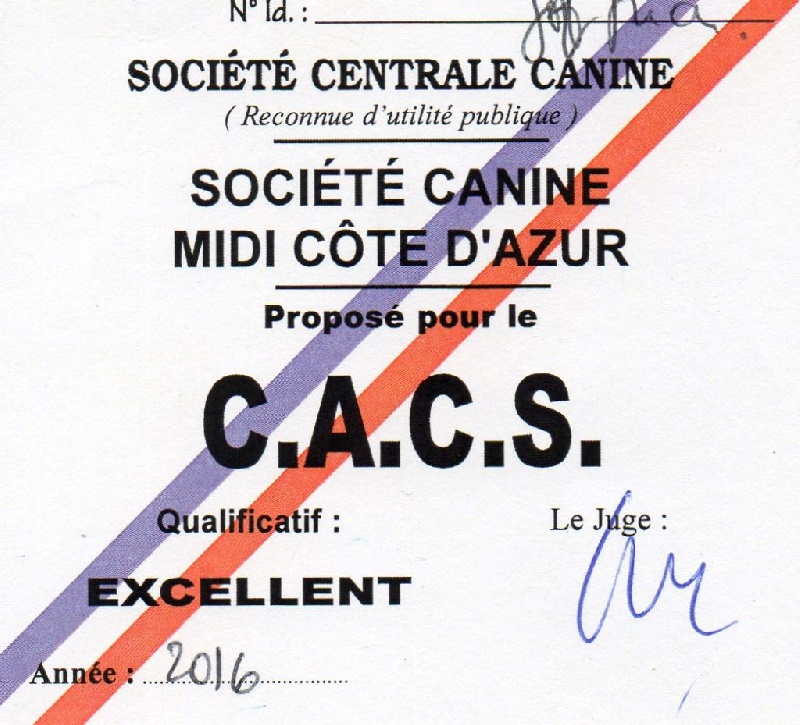 N° Id. :
SOCIÉTÉ CENTRALE CANINE
( Reconnue d'utilité publique )
SOCIÉTÉ CANINE
MIDI CÔTE D'AZUR
Proposé pour le
C.A.C.S.
Qualificatif :
Le Juge :
EXCELLENT
Année : 2016